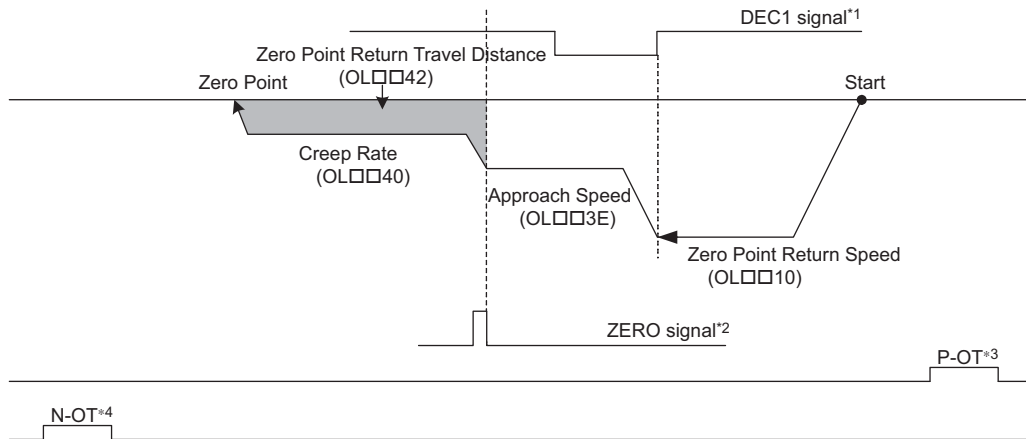 DEC1 signal*1
Zero Point Return Travel Distance
(OL□□42)
Zero Point
Start
Creep Rate
(OL□□40)
Approach Speed
(OL□□3E)
Zero Point Return Speed
(OL□□10)
ZERO signal*2
P-OT*3
N-OT*4